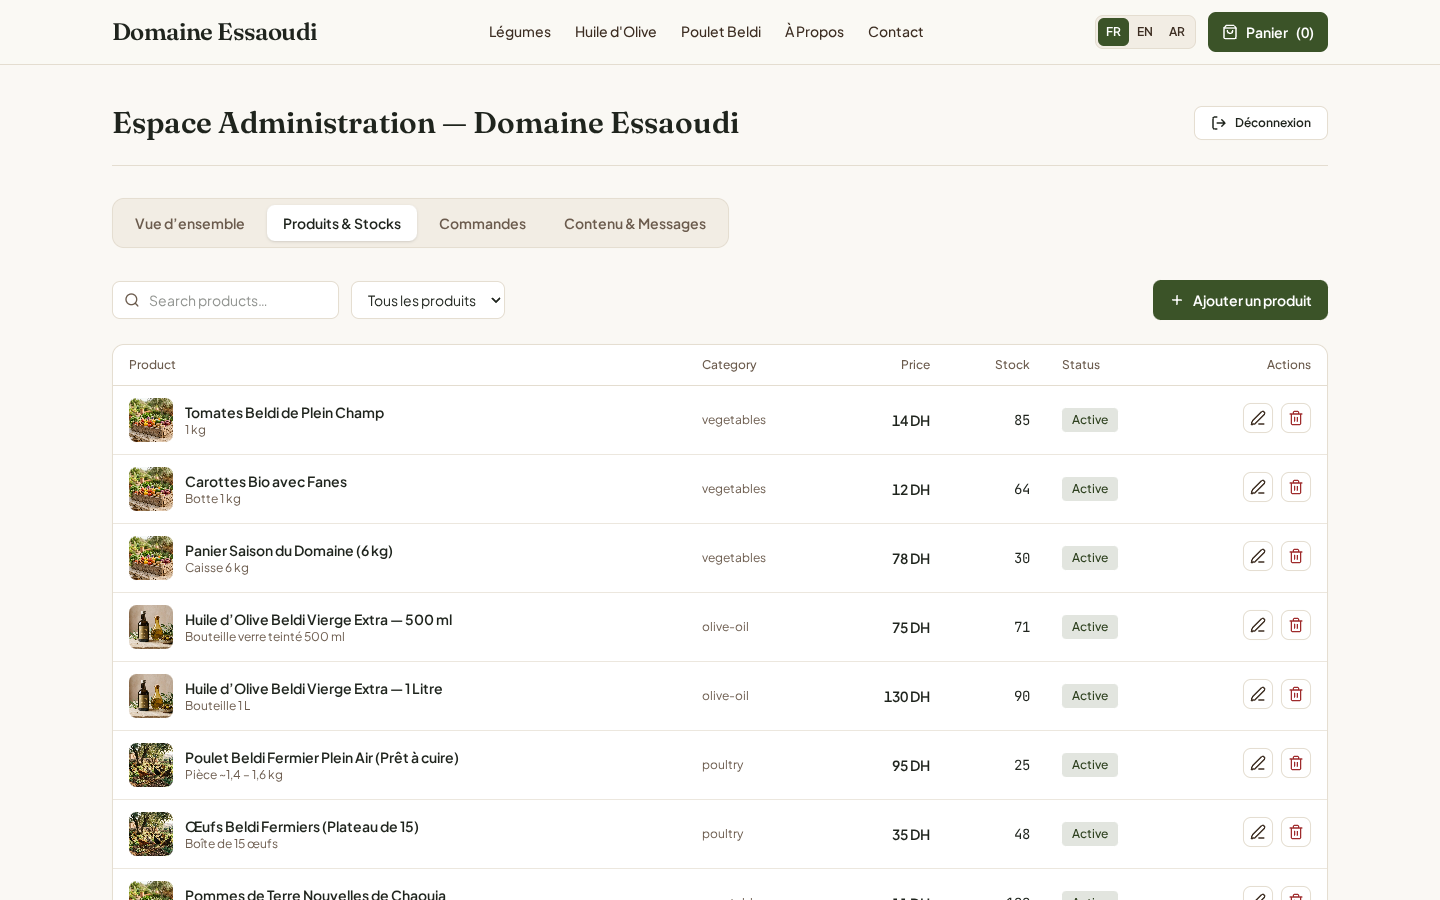 Domaine Essaoudi
Légumes
Huile d'Olive
Poulet Beldi
À Propos
Contact
FR
EN
AR
Panier (0)
Espace Administration — Domaine Essaoudi
Déconnexion
Vue d'ensemble
Produits & Stocks
Commandes
Contenu & Messages
Search products...
Tous les produits
Ajouter un produit
Product Category Price Stock Status Actions
Tomates Beldi de Plein Champ
1 kg
vegetables 14 DH 85 Active
Carottes Bio avec Fanes
Botte 1 kg
vegetables 12 DH 64 Active
Panier Saison du Domaine (6 kg)
Caisse 6 kg
vegetables 78 DH 30 Active
Huile d’Olive Beldi Vierge Extra — 500 ml
Bouteille verre teinté 500 ml
olive-oil 75 DH 71 Active
Huile d’Olive Beldi Vierge Extra — 1 Litre
Bouteille 1 L
olive-oil 130 DH 90 Active
Poulet Beldi Fermier Plein Air (Prêt à cuire)
Pièce ~1,4 – 1,6 kg
poultry 95 DH 25 Active
Œufs Beldi Fermiers (Plateau de 15)
Boîte de 15 œufs
poultry 35 DH 48 Active
Pommes de Terre Nouvelles de Chaouia